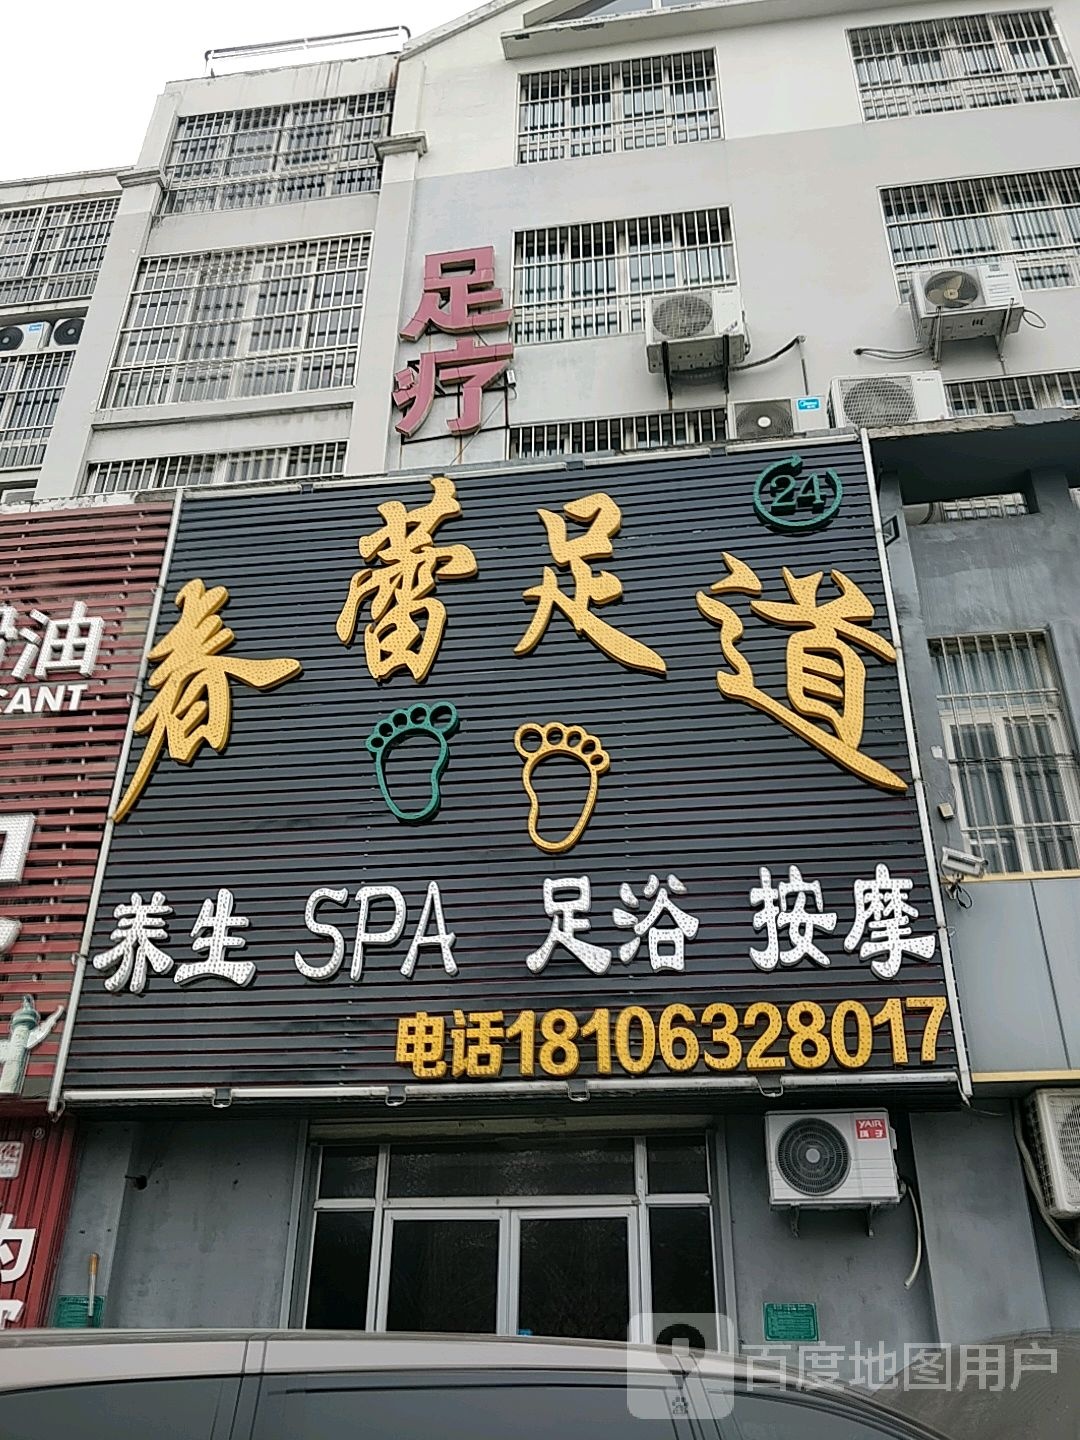 足疗
24
春蕾足道
养生 SPA 足浴 按摩
电话18106328017
油
CANT
YAIR
百度地图用户